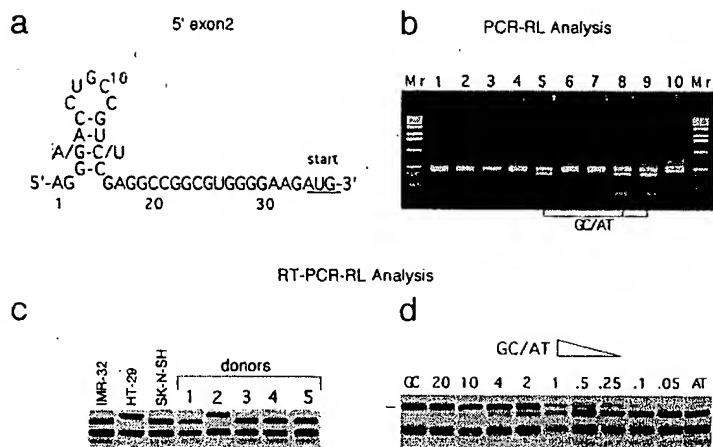 a
5' exon2
U G C 10
C C
C - G
A - U
A/G - C/U
G - C
5'-AG GAGGCCGGCGUGGGGAAGAUG-3'
start
1 20 30
b
PCR-RL Analysis
Mr 1 2 3 4 5 6 7 8 9 10 Mr
GC/AT
RT-PCR-RL Analysis
c
IMR-32 HT-29 SK-N-SH
donors
1 2 3 4 5
d
GC/AT
GC 20 10 4 2 1 .5 .25 .1 .05 AT